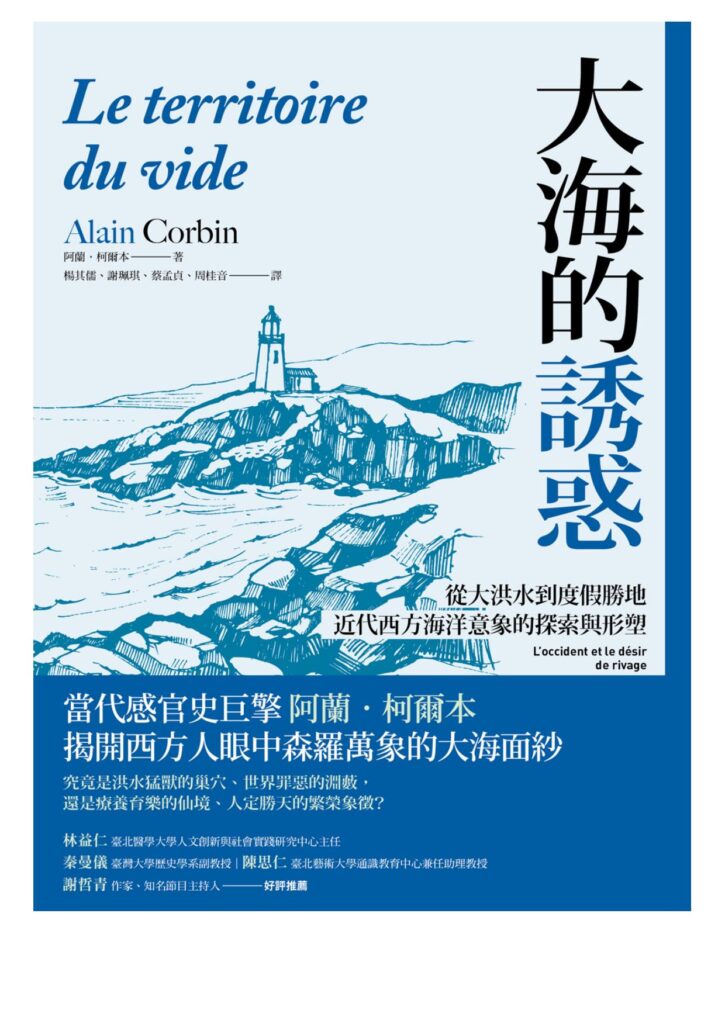 Le territoire
du vide
Alain Corbin
阿蘭．柯爾本———著
楊其儒、謝珮琪、蔡孟貞、周桂音———譯
大海的誘惑
從大洪水到度假勝地
近代西方海洋意象的探索與形塑
L'occident et le désir
de rivage
當代感官史巨擘 阿蘭．柯爾本
揭開西方人眼中森羅萬象的大海面紗
究竟是洪水猛獸的巢穴、世界罪惡的淵藪，
還是療養育樂的仙境、人定勝天的繁榮象徵？
林益仁 臺北醫學大學人文創新與社會實踐研究中心主任
秦曼儀 臺灣大學歷史學系副教授｜陳思仁 臺北藝術大學通識教育中心兼任助理教授
謝哲青 作家、知名節目主持人———好評推薦